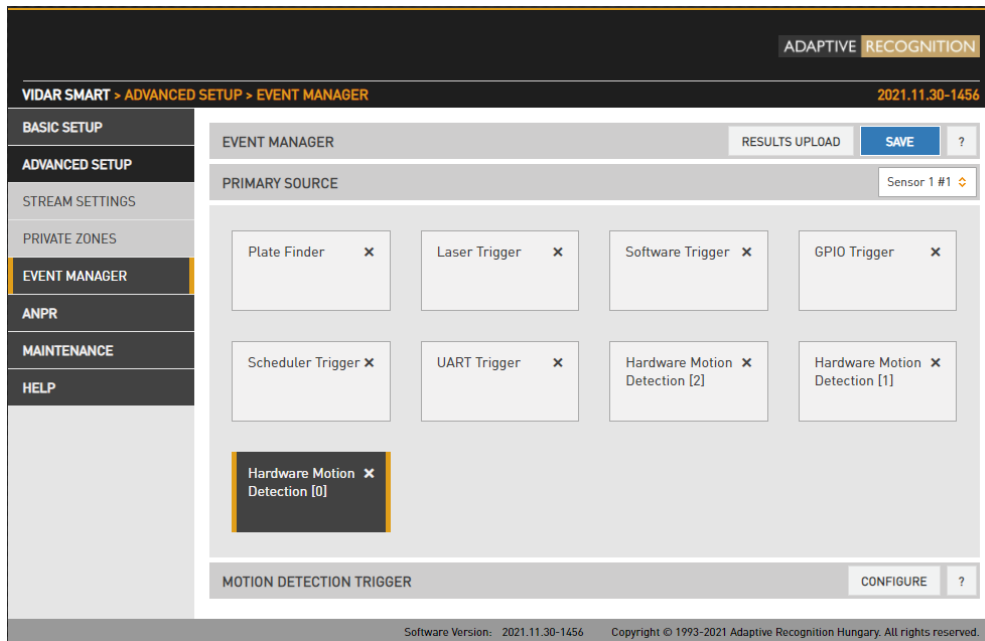 ADAPTIVE RECOGNITION
VIDAR SMART > ADVANCED SETUP > EVENT MANAGER 2021.11.30-1456
BASIC SETUP
ADVANCED SETUP
STREAM SETTINGS
PRIVATE ZONES
EVENT MANAGER
ANPR
MAINTENANCE
HELP
EVENT MANAGER RESULTS UPLOAD SAVE ?
PRIMARY SOURCE Sensor 1 #1
Plate Finder ✕ Laser Trigger ✕ Software Trigger ✕ GPIO Trigger ✕
Scheduler Trigger ✕ UART Trigger ✕ Hardware Motion ✕ Hardware Motion ✕
Detection [2] Detection [1]
Hardware Motion ✕
Detection [0]
MOTION DETECTION TRIGGER CONFIGURE ?
Software Version: 2021.11.30-1456 Copyright © 1993-2021 Adaptive Recognition Hungary. All rights reserved.